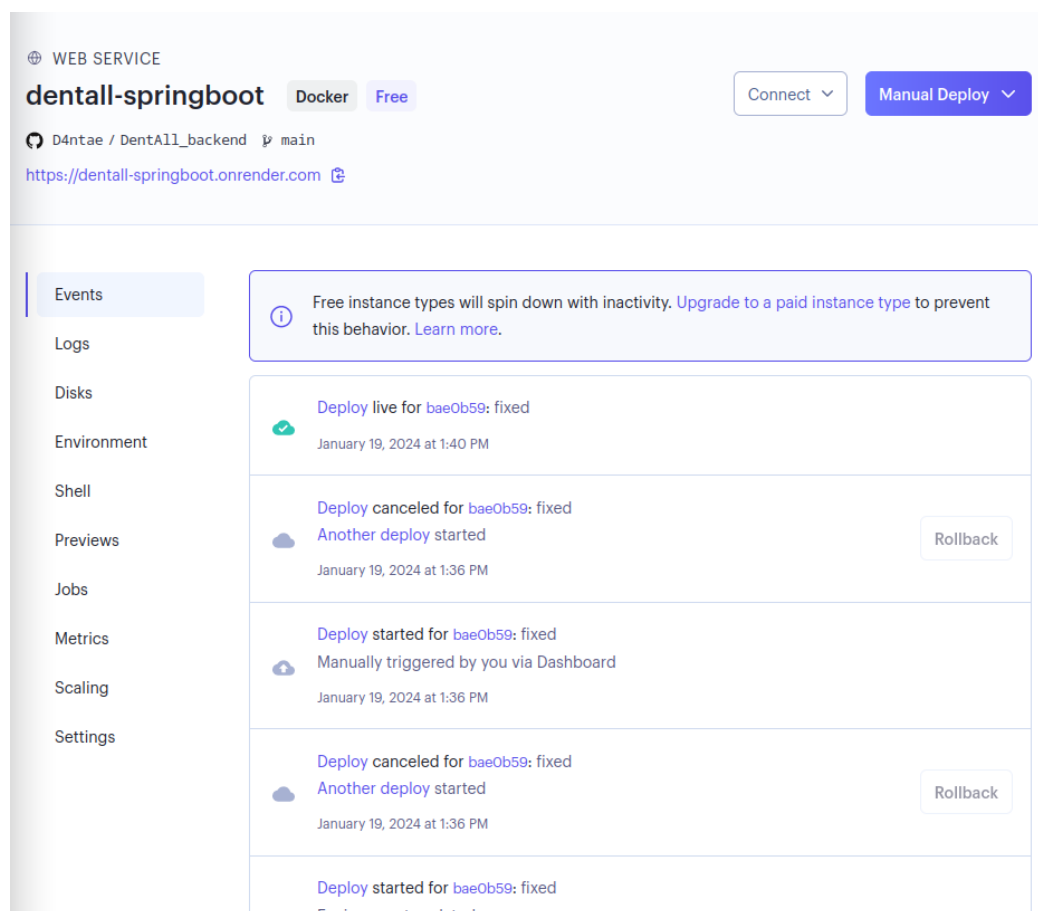 WEB SERVICE
dentall-springboot Docker Free
Connect Manual Deploy
D4ntae / DentAll_backend main
https://dentall-springboot.onrender.com
Events
Logs
Disks
Environment
Shell
Previews
Jobs
Metrics
Scaling
Settings
Free instance types will spin down with inactivity. Upgrade to a paid instance type to prevent
this behavior. Learn more.
Deploy live for bae0b59: fixed
January 19, 2024 at 1:40 PM
Deploy canceled for bae0b59: fixed
Another deploy started
January 19, 2024 at 1:36 PM
Rollback
Deploy started for bae0b59: fixed
Manually triggered by you via Dashboard
January 19, 2024 at 1:36 PM
Deploy canceled for bae0b59: fixed
Another deploy started
January 19, 2024 at 1:36 PM
Rollback
Deploy started for bae0b59: fixed